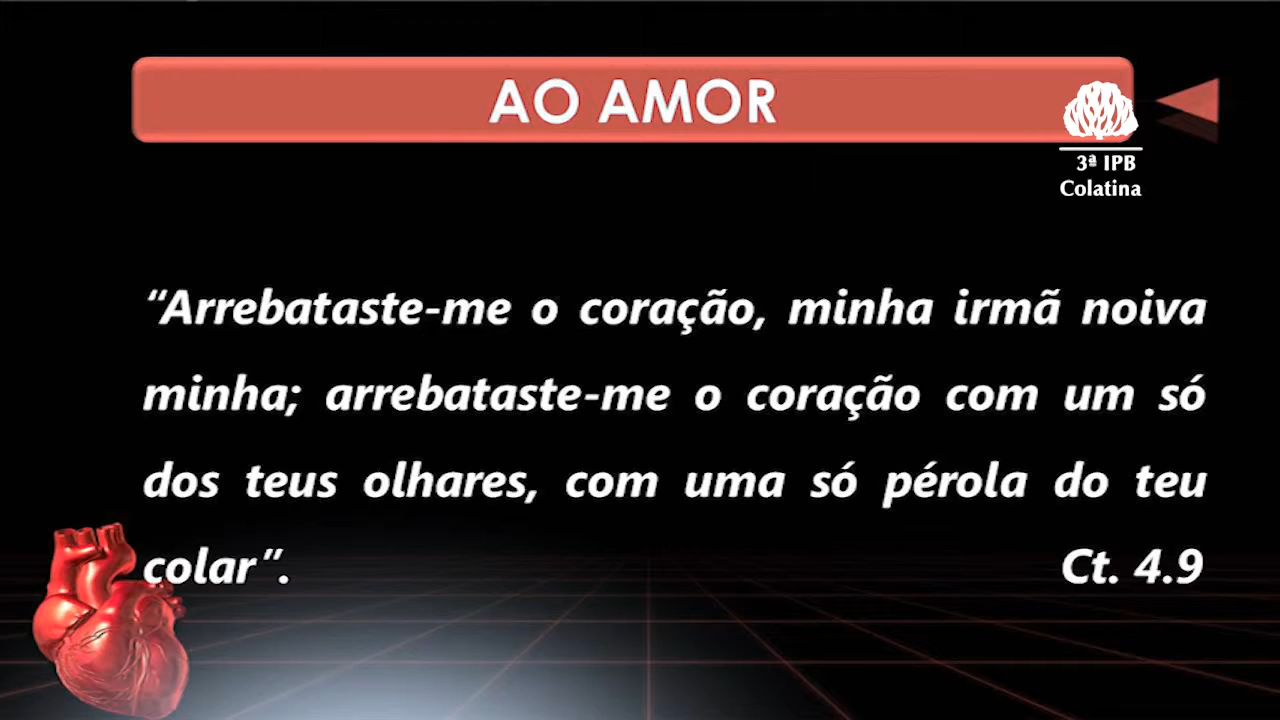 AO AMOR
3ª IPB
Colatina
“Arrebataste-me o coração, minha irmã noiva
minha; arrebataste-me o coração com um só
dos teus olhares, com uma só pérola do teu
colar”. Ct. 4.9